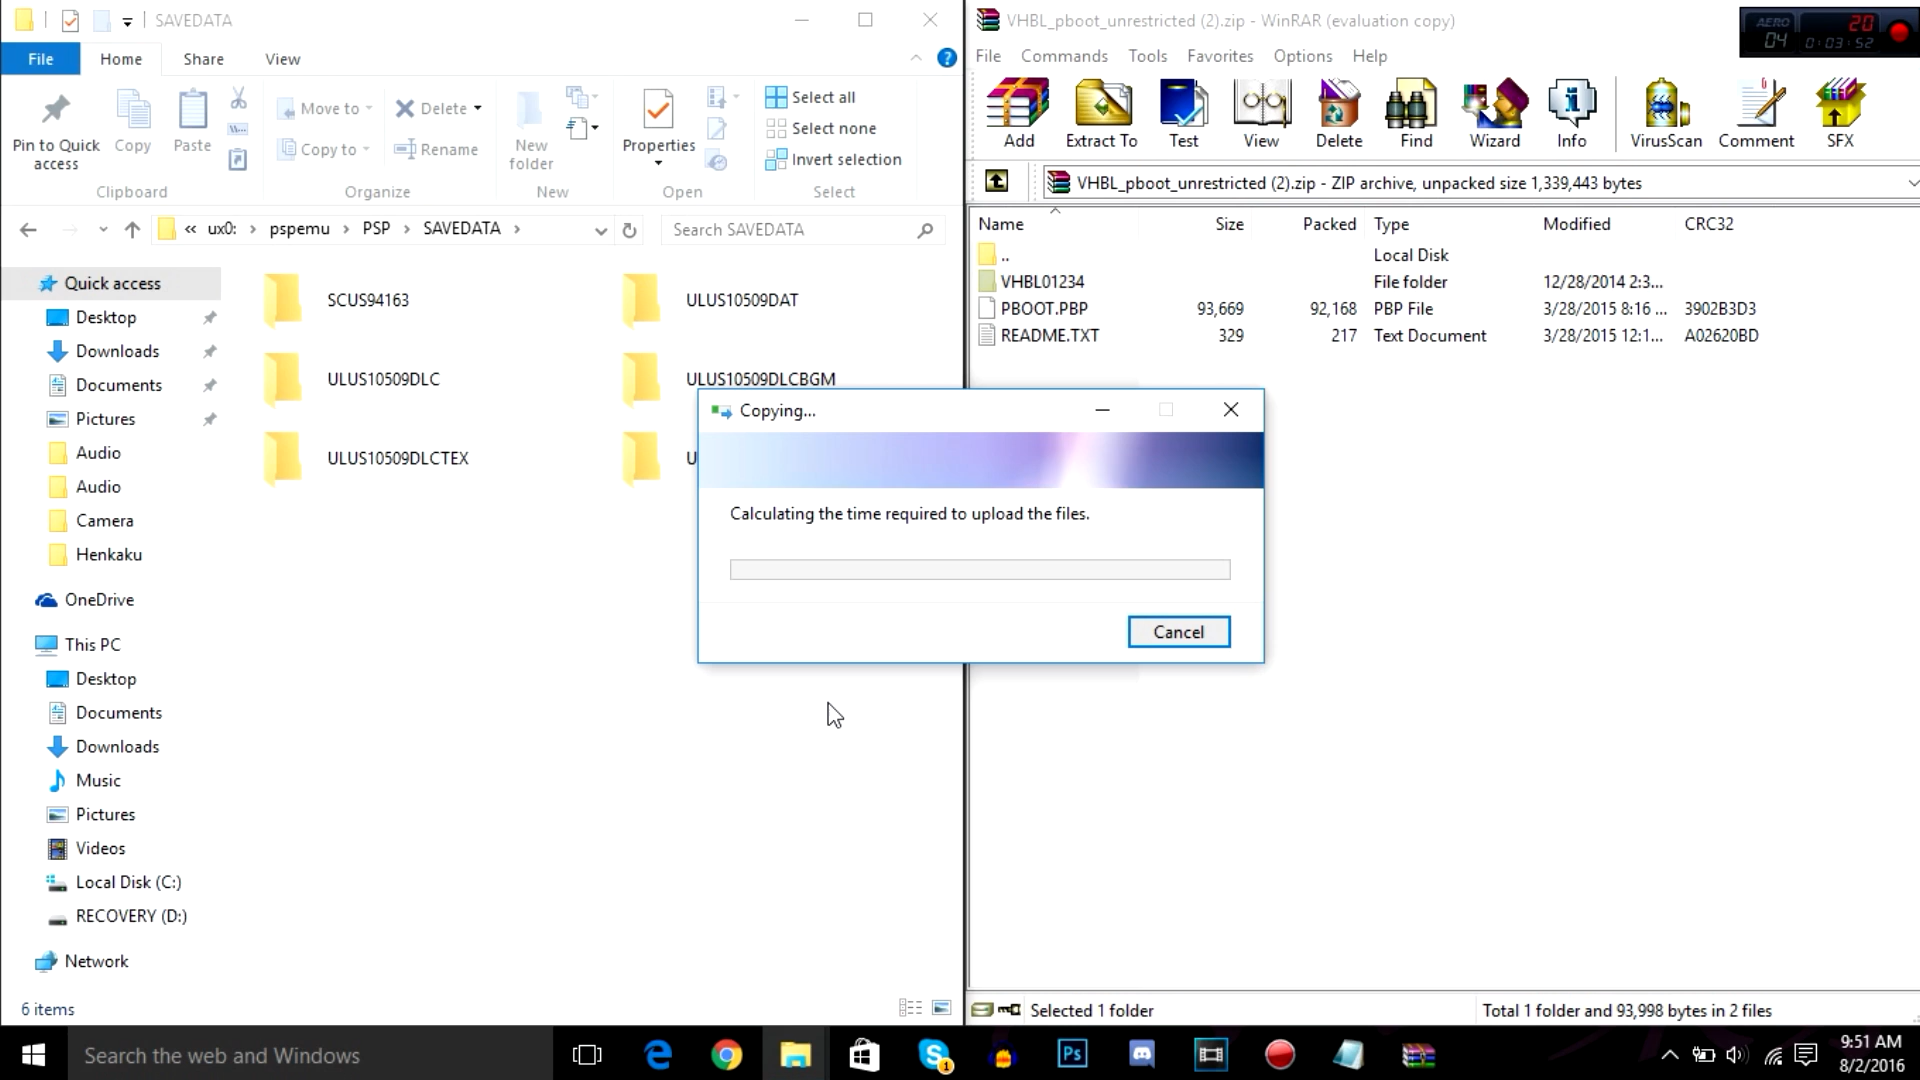 SAVEDATA
File
Home
Share
View
Pin to Quick
access
Copy
Paste
Move to
Copy to
Delete
Rename
New
folder
Properties
Select all
Select none
Invert selection
Clipboard
Organize
New
Open
Select
« ux0: › pspemu › PSP › SAVEDATA ›
Search SAVEDATA
Quick access
Desktop
Downloads
Documents
Pictures
Audio
Audio
Camera
Henkaku
OneDrive
This PC
Desktop
Documents
Downloads
Music
Pictures
Videos
Local Disk (C:)
RECOVERY (D:)
Network
SCUS94163
ULUS10509DAT
ULUS10509DLC
ULUS10509DLCBGM
ULUS10509DLCTEX
U
6 items
Copying...
Calculating the time required to upload the files.
Cancel
VHBL_pboot_unrestricted (2).zip - WinRAR (evaluation copy)
File Commands Tools Favorites Options Help
Add Extract To Test View Delete Find Wizard Info VirusScan Comment SFX
VHBL_pboot_unrestricted (2).zip - ZIP archive, unpacked size 1,339,443 bytes
Name Size Packed Type Modified CRC32
.. Local Disk
VHBL01234 File folder 12/28/2014 2:3...
PBOOT.PBP 93,669 92,168 PBP File 3/28/2015 8:16 ... 3902B3D3
README.TXT 329 217 Text Document 3/28/2015 12:1... A02620BD
Selected 1 folder
Total 1 folder and 93,998 bytes in 2 files
AERO
04
20
0:03:52
Search the web and Windows
Ps
1
9:51 AM
8/2/2016